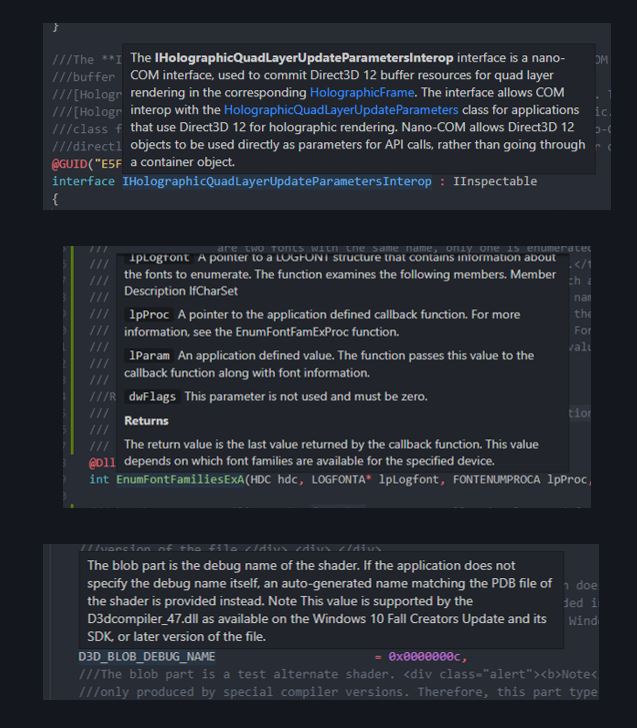 }
///The **I
The IHolographicQuadLayerUpdateParametersInterop interface is a nano-
COM interface, used to commit Direct3D 12 buffer resources for quad layer
rendering in the corresponding HolographicFrame. The interface allows COM
interop with the HolographicQuadLayerUpdateParameters class for applications
that use Direct3D 12 for holographic rendering. Nano-COM allows Direct3D 12
objects to be used directly as parameters for API calls, rather than going through
a container object.
///buffer
///[Hologr
///[Hologr
///class f
///directl
@GUID("E5F
interface IHolographicQuadLayerUpdateParametersInterop : IInspectable
{
/// are two fonts with the same name, only one is enumerated
lpLogfont A pointer to a LOGFONT structure that contains information about
the fonts to enumerate. The function examines the following members. Member
Description lfCharSet
lpProc A pointer to the application defined callback function. For more
information, see the EnumFontFamExProc function.
lParam An application defined value. The function passes this value to the
callback function along with font information.
dwFlags This parameter is not used and must be zero.
Returns
The return value is the last value returned by the callback function. This value
depends on which font families are available for the specified device.
///R
@Dll
int EnumFontFamiliesExA(HDC hdc, LOGFONTA* lpLogfont, FONTENUMPROCA lpProc,
///version of the file.</div> <div> </div>
The blob part is the debug name of the shader. If the application does not
specify the debug name itself, an auto-generated name matching the PDB file of
the shader is provided instead. Note This value is supported by the
D3dcompiler_47.dll as available on the Windows 10 Fall Creators Update and its
SDK, or later version of the file.
D3D_BLOB_DEBUG_NAME = 0x0000000c,
///The blob part is a test alternate shader. <div class="alert"><b>Note<
///only produced by special compiler versions. Therefore, this part type